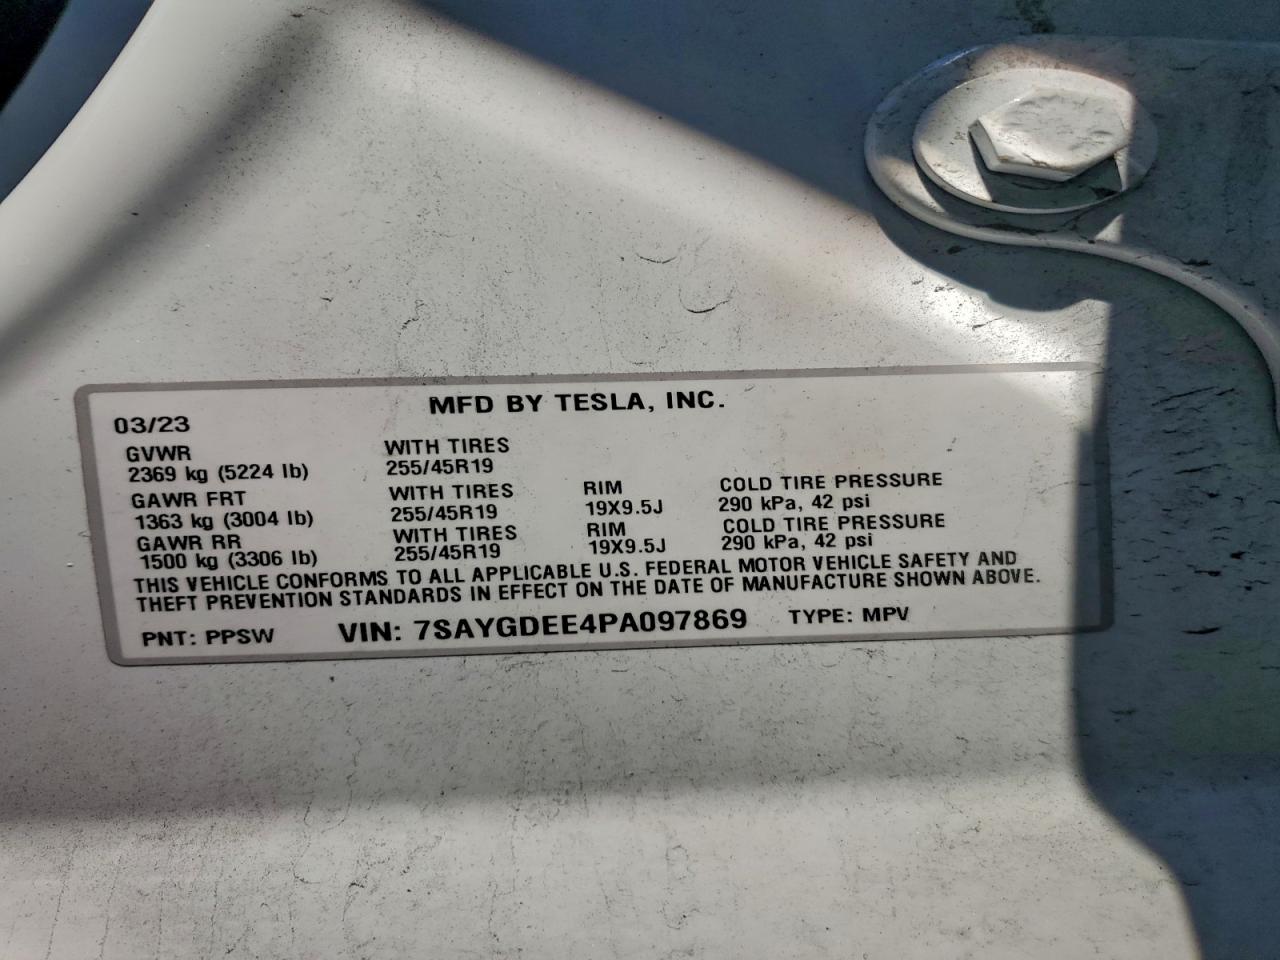 MFD BY TESLA, INC.
03/23
GVWR WITH TIRES
2369 kg (5224 lb) 255/45R19
GAWR FRT WITH TIRES RIM COLD TIRE PRESSURE
1363 kg (3004 lb) 255/45R19 19X9.5J 290 kPa, 42 psi
GAWR RR WITH TIRES RIM COLD TIRE PRESSURE
1500 kg (3306 lb) 255/45R19 19X9.5J 290 kPa, 42 psi
THIS VEHICLE CONFORMS TO ALL APPLICABLE U.S. FEDERAL MOTOR VEHICLE SAFETY AND
THEFT PREVENTION STANDARDS IN EFFECT ON THE DATE OF MANUFACTURE SHOWN ABOVE.
PNT: PPSW VIN: 7SAYGDEE4PA097869 TYPE: MPV